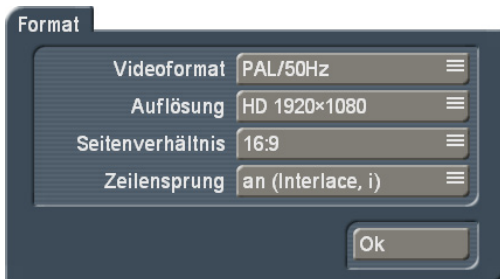 Format
Videoformat PAL/50Hz
Auflösung HD 1920×1080
Seitenverhältnis 16:9
Zeilensprung an (Interlace, i)
Ok